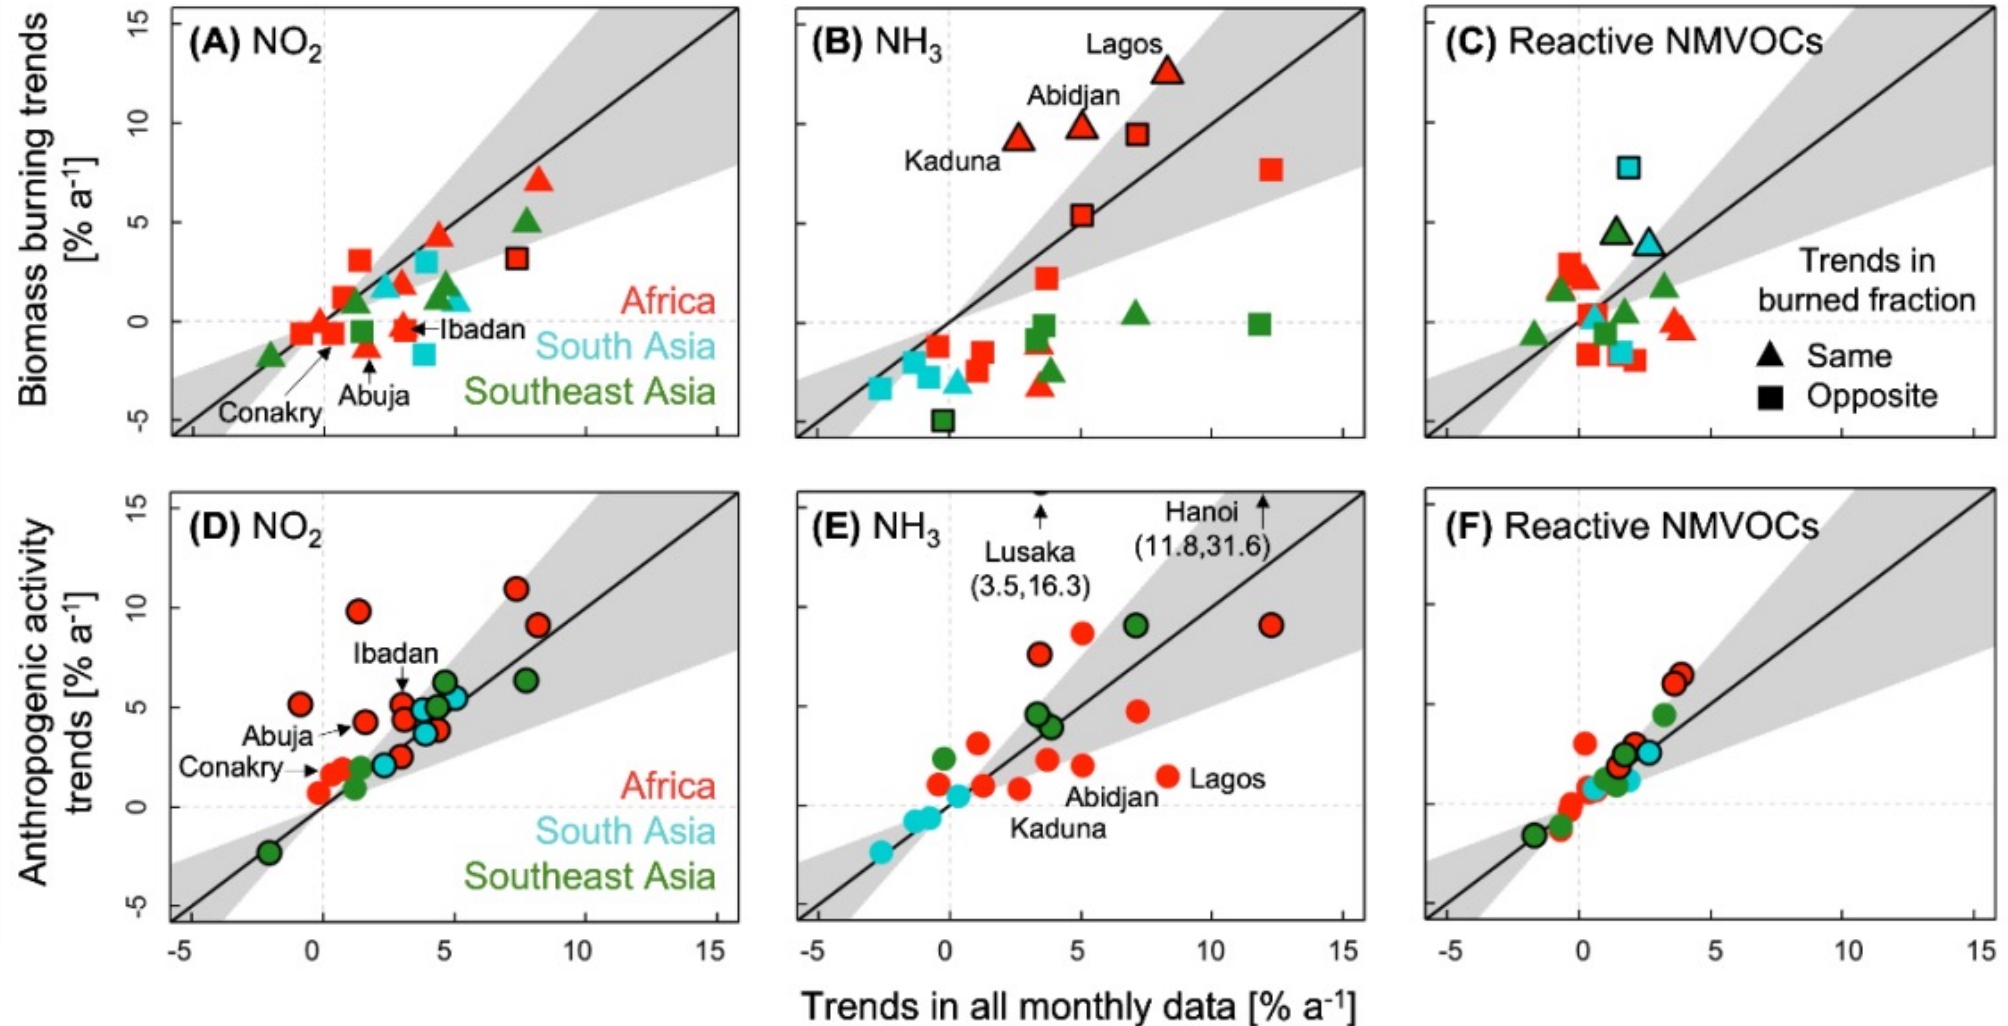 Biomass burning trends
[% a-1]
15
10
5
0
-5
(A) NO2
Ibadan
Conakry
Abuja
Africa
South Asia
Southeast Asia
(B) NH3
Lagos
Abidjan
Kaduna
(C) Reactive NMVOCs
Trends in
burned fraction
Same
Opposite
Anthropogenic activity
trends [% a-1]
15
10
5
0
-5
(D) NO2
Ibadan
Abuja
Conakry
Africa
South Asia
Southeast Asia
(E) NH3
Lusaka
(3.5,16.3)
Hanoi
(11.8,31.6)
Lagos
Abidjan
Kaduna
(F) Reactive NMVOCs
-5 0 5 10 15
-5 0 5 10 15
-5 0 5 10 15
Trends in all monthly data [% a-1]